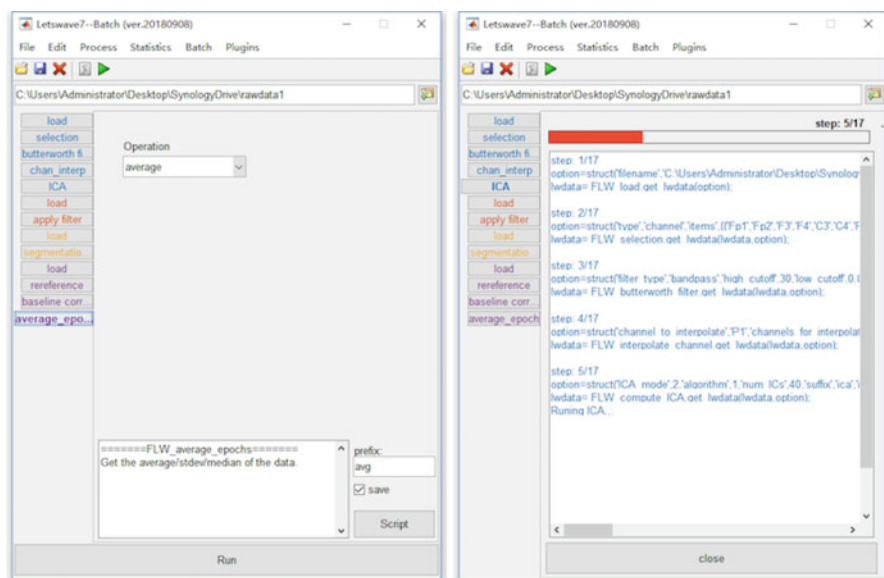 Letswave7--Batch (ver.20180908)
File Edit Process Statistics Batch Plugins
C:\Users\Administrator\Desktop\SynologyDrive\rawdata1
load
selection
butterworth fi...
chan_interp
ICA
load
apply filter
load
segmentatio...
load
rereference
baseline corr...
average_epo...
Operation
average
=======FLW_average_epochs=======
Get the average/stdev/median of the data.
prefix:
avg
save
Script
Run
Letswave7--Batch (ver.20180908)
File Edit Process Statistics Batch Plugins
C:\Users\Administrator\Desktop\SynologyDrive\rawdata1
load
selection
butterworth fi...
chan_interp
ICA
load
apply filter
load
segmentatio...
load
rereference
baseline corr...
average_epoch
step: 5/17
step: 1/17
option=struct('filename','C:\Users\Administrator\Desktop\Synolog
lwdata= FLW_load.get_lwdata(option);
step: 2/17
option=struct('type','channel','items',{{'Fp1','Fp2','F3','F4','C3','C4','
lwdata= FLW_selection.get_lwdata(lwdata,option);
step: 3/17
option=struct('filter_type','bandpass','high_cutoff',30,'low_cutoff',0.
lwdata= FLW_butterworth_filter.get_lwdata(lwdata,option);
step: 4/17
option=struct('channel_to_interpolate','P1','channels_for_interpolat
lwdata= FLW_interpolate_channel.get_lwdata(lwdata,option);
step: 5/17
option=struct('ICA_mode',2,'algorithm',1,'num_ICs',40,'suffix','ica','
lwdata= FLW_compute_ICA.get_lwdata(lwdata,option);
Runing ICA...
close